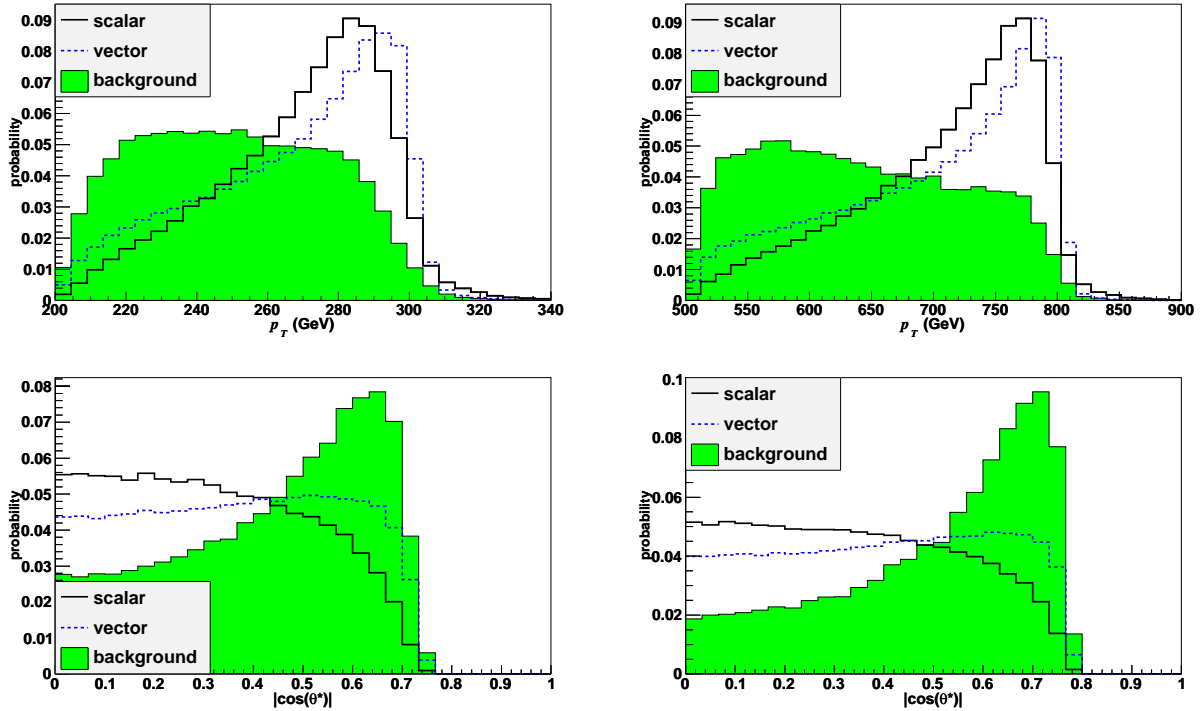 probability
0.09
0.08
0.07
0.06
0.05
0.04
0.03
0.02
0.01
0
scalar
vector
background
200 220 240 260 280 300 320 340
p_T (GeV)
probability
0.09
0.08
0.07
0.06
0.05
0.04
0.03
0.02
0.01
0
scalar
vector
background
500 550 600 650 700 750 800 850 900
p_T (GeV)
probability
0.08
0.07
0.06
0.05
0.04
0.03
0.02
0.01
0
scalar
vector
background
0 0.1 0.2 0.3 0.4 0.5 0.6 0.7 0.8 0.9 1
|cos(θ*)|
probability
0.1
0.08
0.06
0.04
0.02
0
scalar
vector
background
0 0.1 0.2 0.3 0.4 0.5 0.6 0.7 0.8 0.9 1
|cos(θ*)|